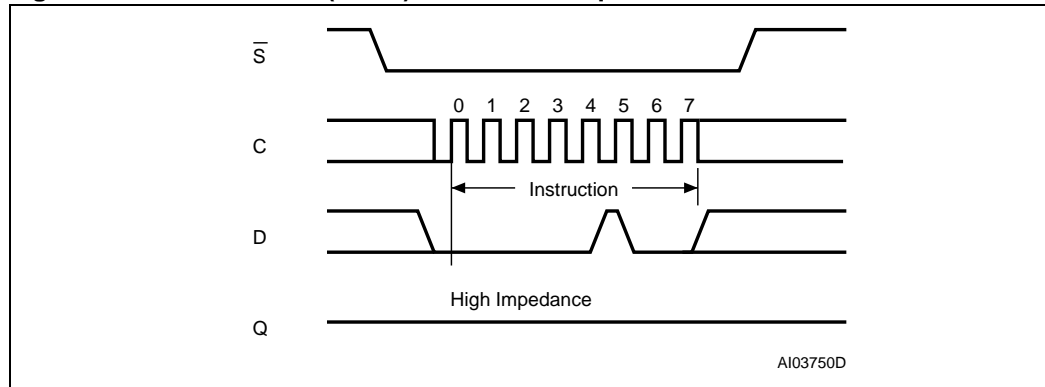 S̅
0 1 2 3 4 5 6 7
C
Instruction
D
High Impedance
Q
AI03750D